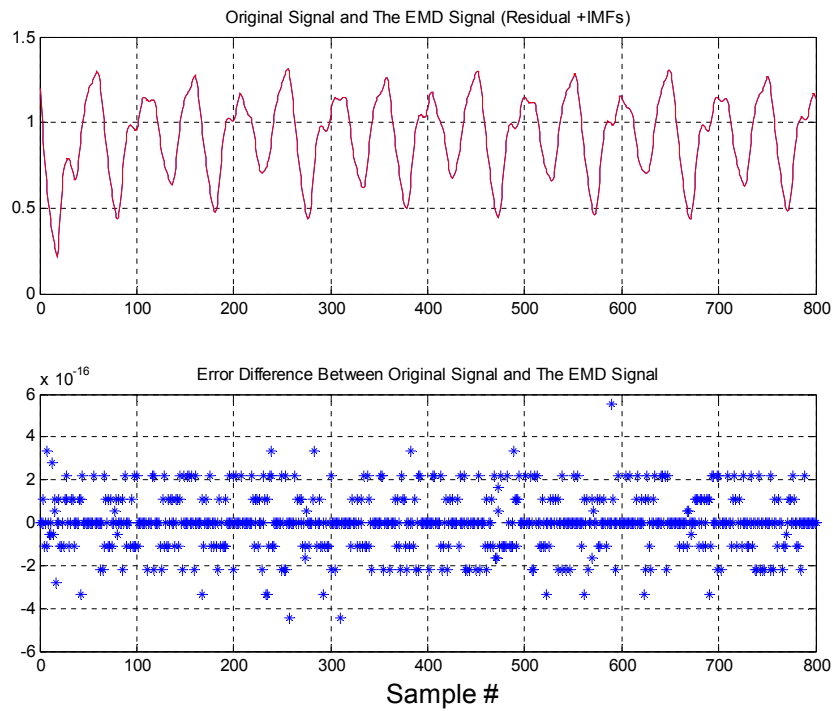 Original Signal and The EMD Signal (Residual +IMFs)
1.5
1
0.5
0
0 100 200 300 400 500 600 700 800
x 10^-16
Error Difference Between Original Signal and The EMD Signal
6
4
2
0
-2
-4
-6
0 100 200 300 400 500 600 700 800
Sample #